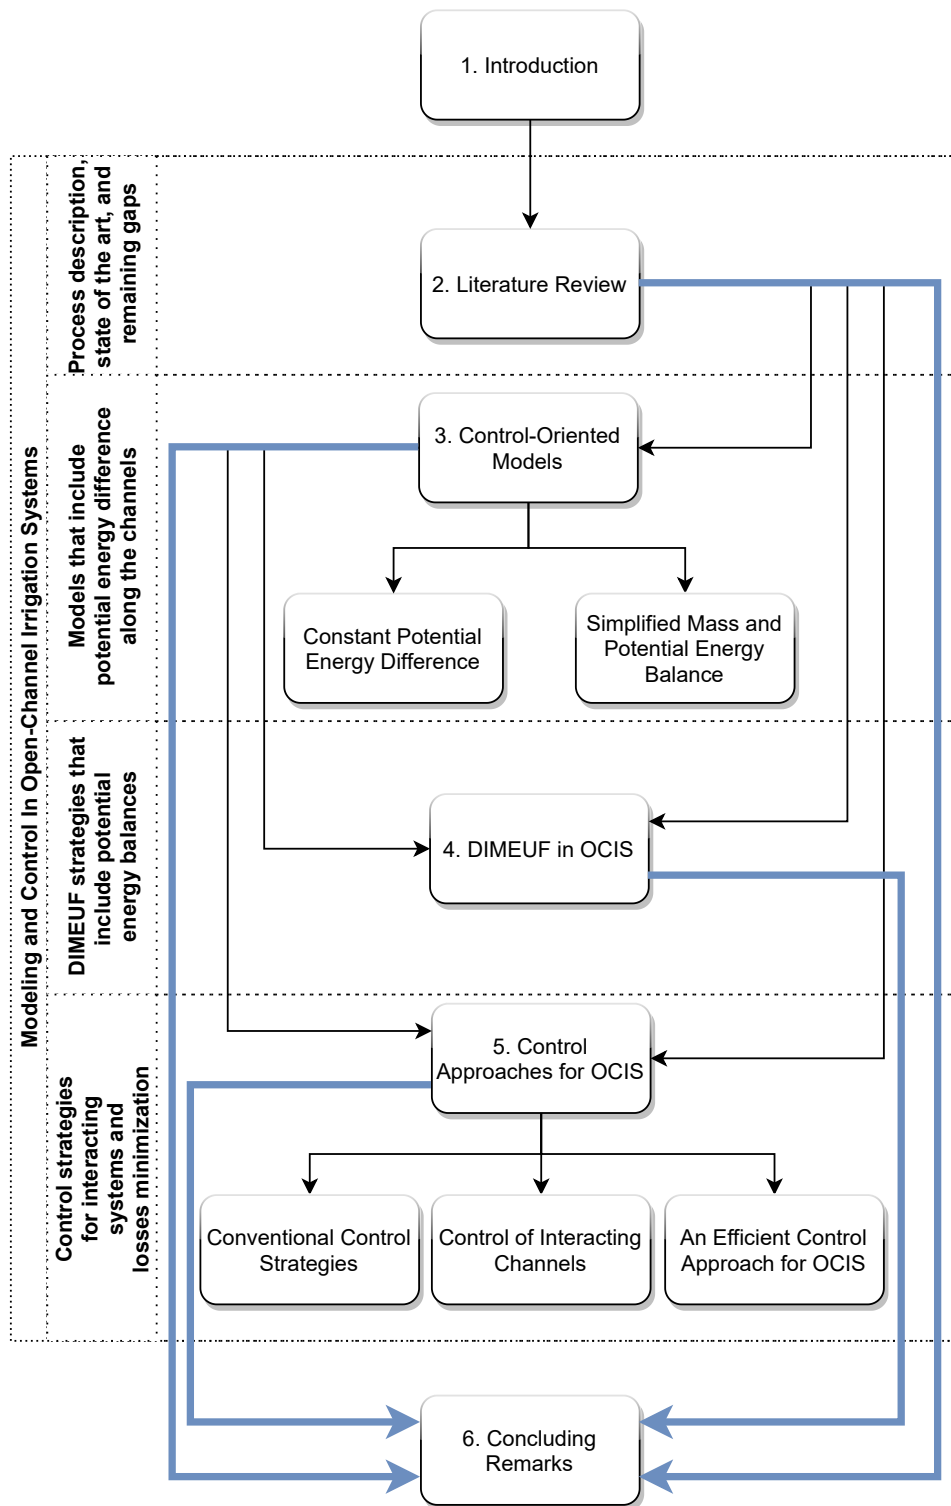 1. Introduction
Modeling and Control In Open-Channel Irrigation Systems
Process description,
state of the art, and
remaining gaps
2. Literature Review
Models that include
potential energy difference
along the channels
3. Control-Oriented
Models
Constant Potential
Energy Difference
Simplified Mass and
Potential Energy
Balance
DIMEUF strategies that
include potential
energy balances
4. DIMEUF in OCIS
Control strategies
for interacting
systems and
losses minimization
5. Control
Approaches for OCIS
Conventional Control
Strategies
Control of Interacting
Channels
An Efficient Control
Approach for OCIS
6. Concluding
Remarks